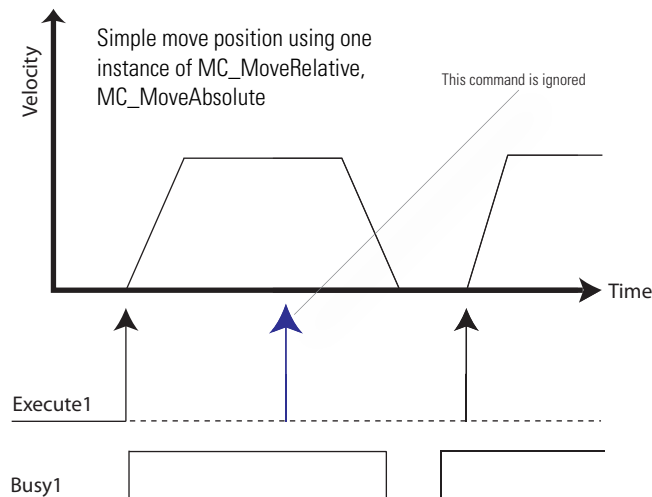 Simple move position using one
instance of MC_MoveRelative,
MC_MoveAbsolute
This command is ignored
Velocity
Time
Execute1
Busy1